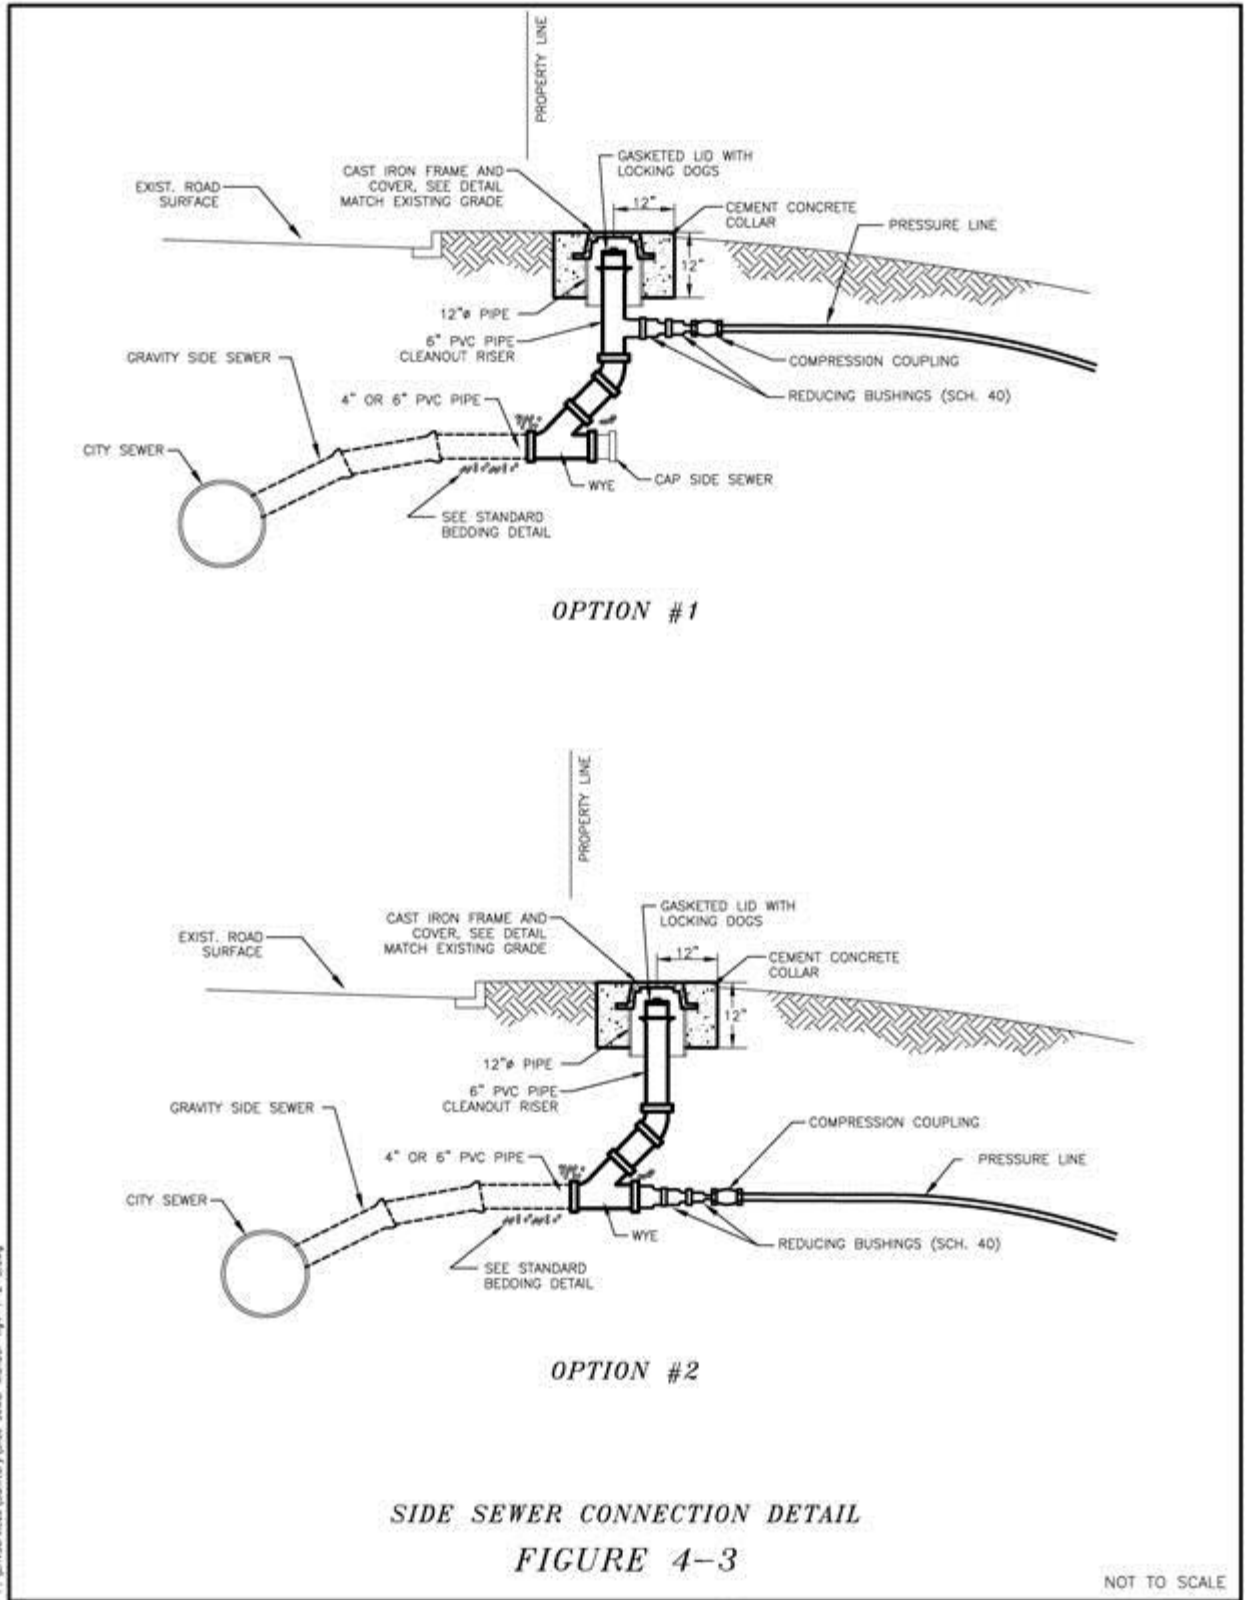 PROPERTY LINE
GASKETED LID WITH
LOCKING DOGS
CAST IRON FRAME AND
COVER, SEE DETAIL
MATCH EXISTING GRADE
EXIST. ROAD
SURFACE
12"
CEMENT CONCRETE
COLLAR
PRESSURE LINE
12"
12"ø PIPE
6" PVC PIPE
CLEANOUT RISER
GRAVITY SIDE SEWER
COMPRESSION COUPLING
REDUCING BUSHINGS (SCH. 40)
4" OR 6" PVC PIPE
CITY SEWER
WYE
CAP SIDE SEWER
SEE STANDARD
BEDDING DETAIL
OPTION #1
PROPERTY LINE
GASKETED LID WITH
LOCKING DOGS
CAST IRON FRAME AND
COVER, SEE DETAIL
MATCH EXISTING GRADE
EXIST. ROAD
SURFACE
12"
CEMENT CONCRETE
COLLAR
12"
12"ø PIPE
6" PVC PIPE
CLEANOUT RISER
GRAVITY SIDE SEWER
COMPRESSION COUPLING
4" OR 6" PVC PIPE
PRESSURE LINE
CITY SEWER
WYE
REDUCING BUSHINGS (SCH. 40)
SEE STANDARD
BEDDING DETAIL
OPTION #2
SIDE SEWER CONNECTION DETAIL
FIGURE 4-3
NOT TO SCALE